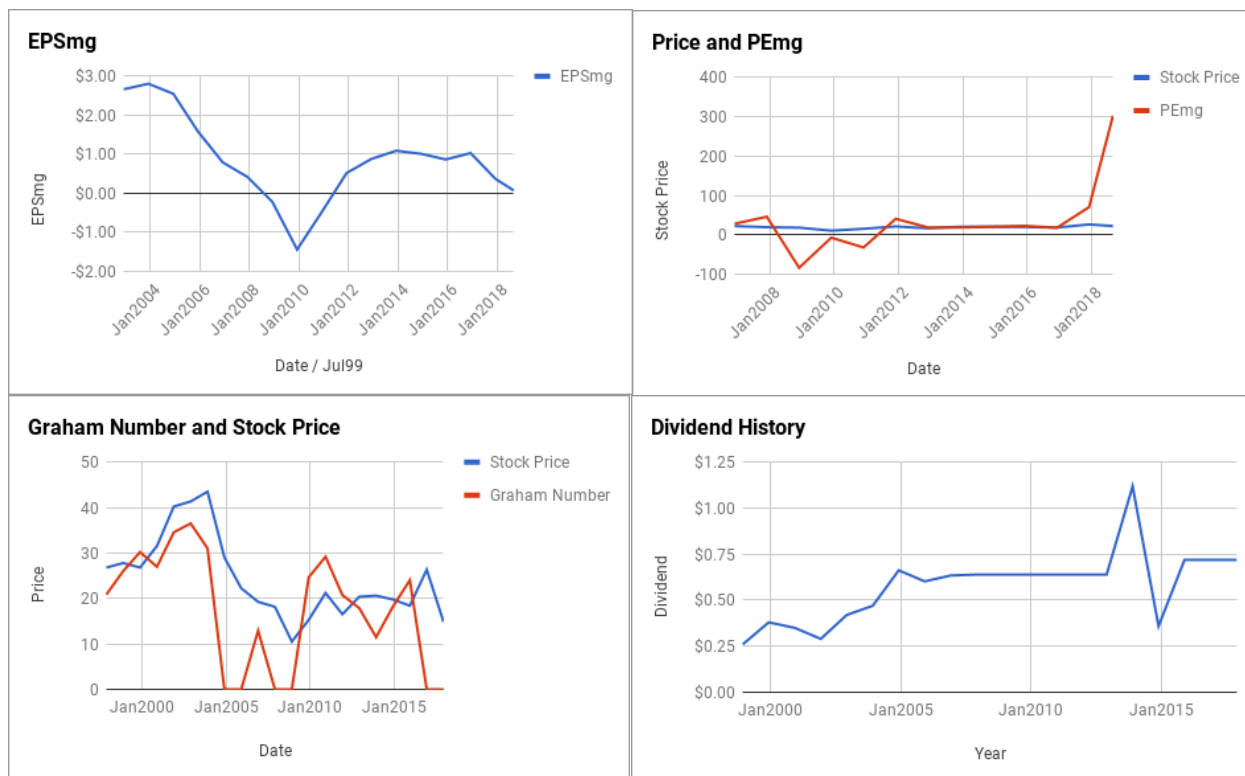 EPSmg
$3.00
$2.00
$1.00
$0.00
-$1.00
-$2.00
EPSmg
EPSmg
Jan2004
Jan2006
Jan2008
Jan2010
Jan2012
Jan2014
Jan2016
Jan2018
Date / Jul99
Price and PEmg
400
300
200
100
0
-100
Stock Price
Stock Price
PEmg
Jan2008
Jan2010
Jan2012
Jan2014
Jan2016
Jan2018
Date
Graham Number and Stock Price
50
40
30
20
10
0
Price
Stock Price
Graham Number
Jan2000
Jan2005
Jan2010
Jan2015
Date
Dividend History
$1.25
$1.00
$0.75
$0.50
$0.25
$0.00
Dividend
Jan2000
Jan2005
Jan2010
Jan2015
Year